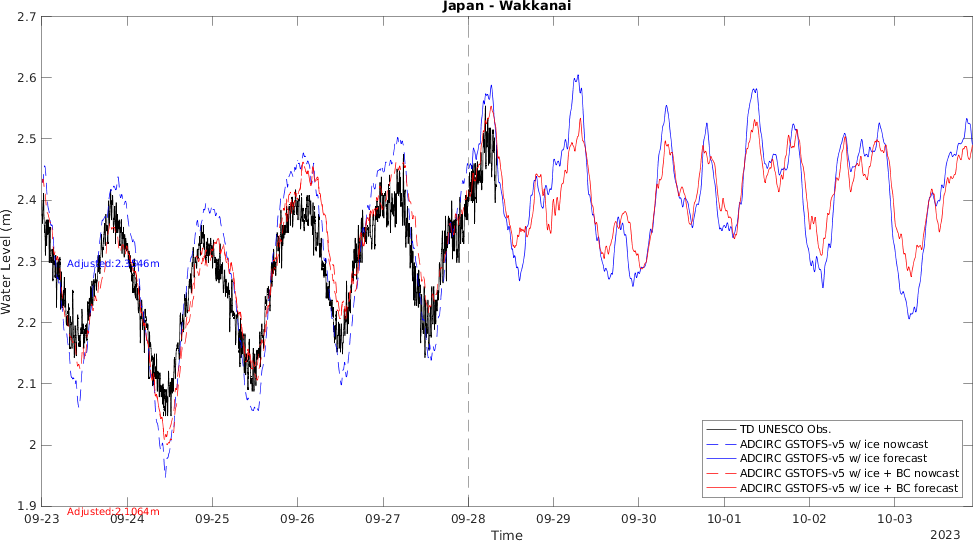 Japan - Wakkanai
Water Level (m)
2.7
2.6
2.5
2.4
2.3
2.2
2.1
2
1.9
Adjusted:2.3546m
Adjusted:2.1064m
TD UNESCO Obs.
ADCIRC GSTOFS-v5 w/ ice nowcast
ADCIRC GSTOFS-v5 w/ ice forecast
ADCIRC GSTOFS-v5 w/ ice + BC nowcast
ADCIRC GSTOFS-v5 w/ ice + BC forecast
09-23 09-24 09-25 09-26 09-27 09-28 09-29 09-30 10-01 10-02 10-03
Time
2023